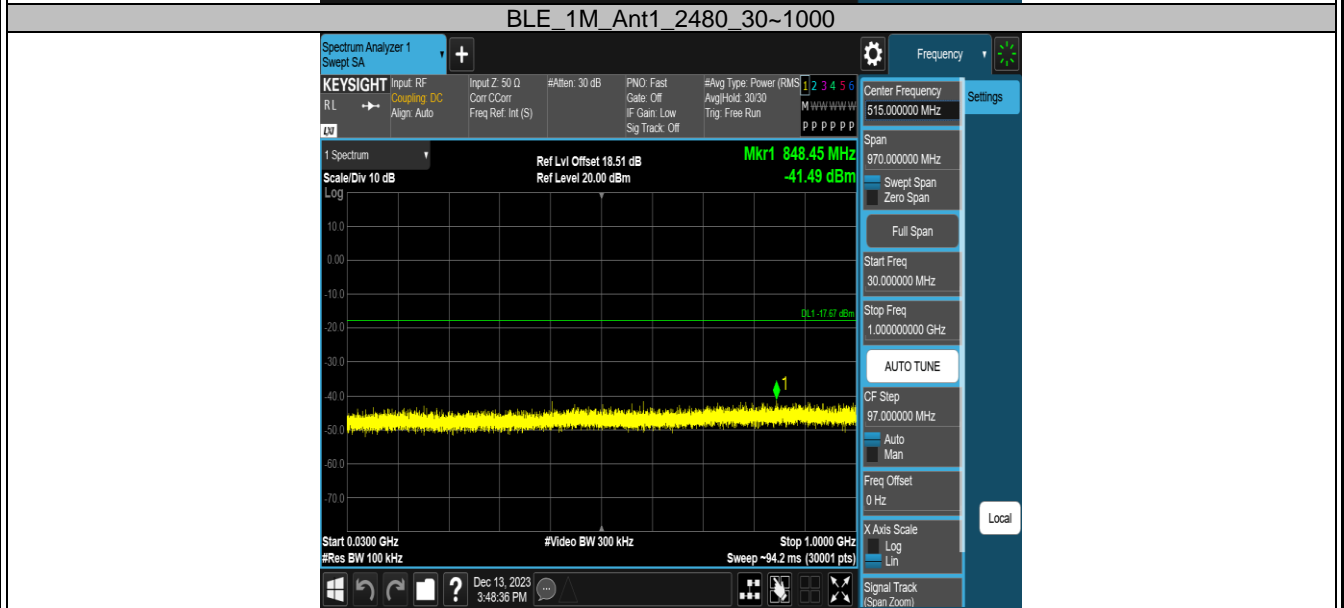 BLE_1M_Ant1_2480_30~1000
Spectrum Analyzer 1
Swept SA
+
Frequency
KEYSIGHT
R L
LXI
Input: RF
Coupling: DC
Align: Auto
Input Z: 50 Ω
Corr CCorr
Freq Ref: Int (S)
#Atten: 30 dB
PNO: Fast
Gate: Off
IF Gain: Low
Sig Track: Off
#Avg Type: Power (RMS
Avg|Hold: 30/30
Trig: Free Run
1 2 3 4 5 6
M W W W W W
P P P P P P
1 Spectrum
Scale/Div 10 dB
Log
Ref Lvl Offset 18.51 dB
Ref Level 20.00 dBm
Mkr1 848.45 MHz
-41.49 dBm
10.0
0.00
-10.0
DL1 -17.67 dBm
-20.0
-30.0
1
-40.0
-50.0
-60.0
-70.0
Start 0.0300 GHz
#Res BW 100 kHz
#Video BW 300 kHz
Stop 1.0000 GHz
Sweep ~94.2 ms (30001 pts)
?
Dec 13, 2023
3:48:36 PM
Center Frequency
515.000000 MHz
Span
970.000000 MHz
Swept Span
Zero Span
Full Span
Start Freq
30.000000 MHz
Stop Freq
1.000000000 GHz
AUTO TUNE
CF Step
97.000000 MHz
Auto
Man
Freq Offset
0 Hz
X Axis Scale
Log
Lin
Signal Track
(Span Zoom)
Settings
Local